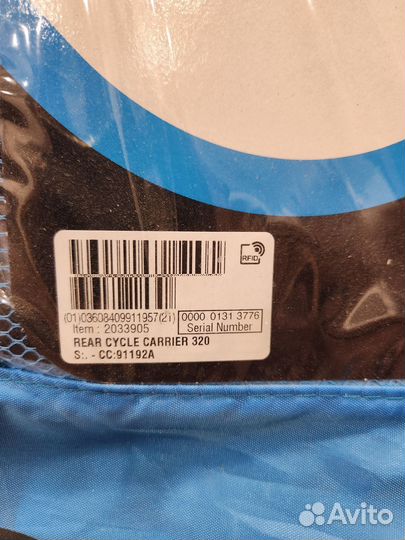 RFID
(01)03608409911957(21)
0000 0131 3776
Serial Number
Item : 2033905
REAR CYCLE CARRIER 320
S:. - CC:91192A
Avito